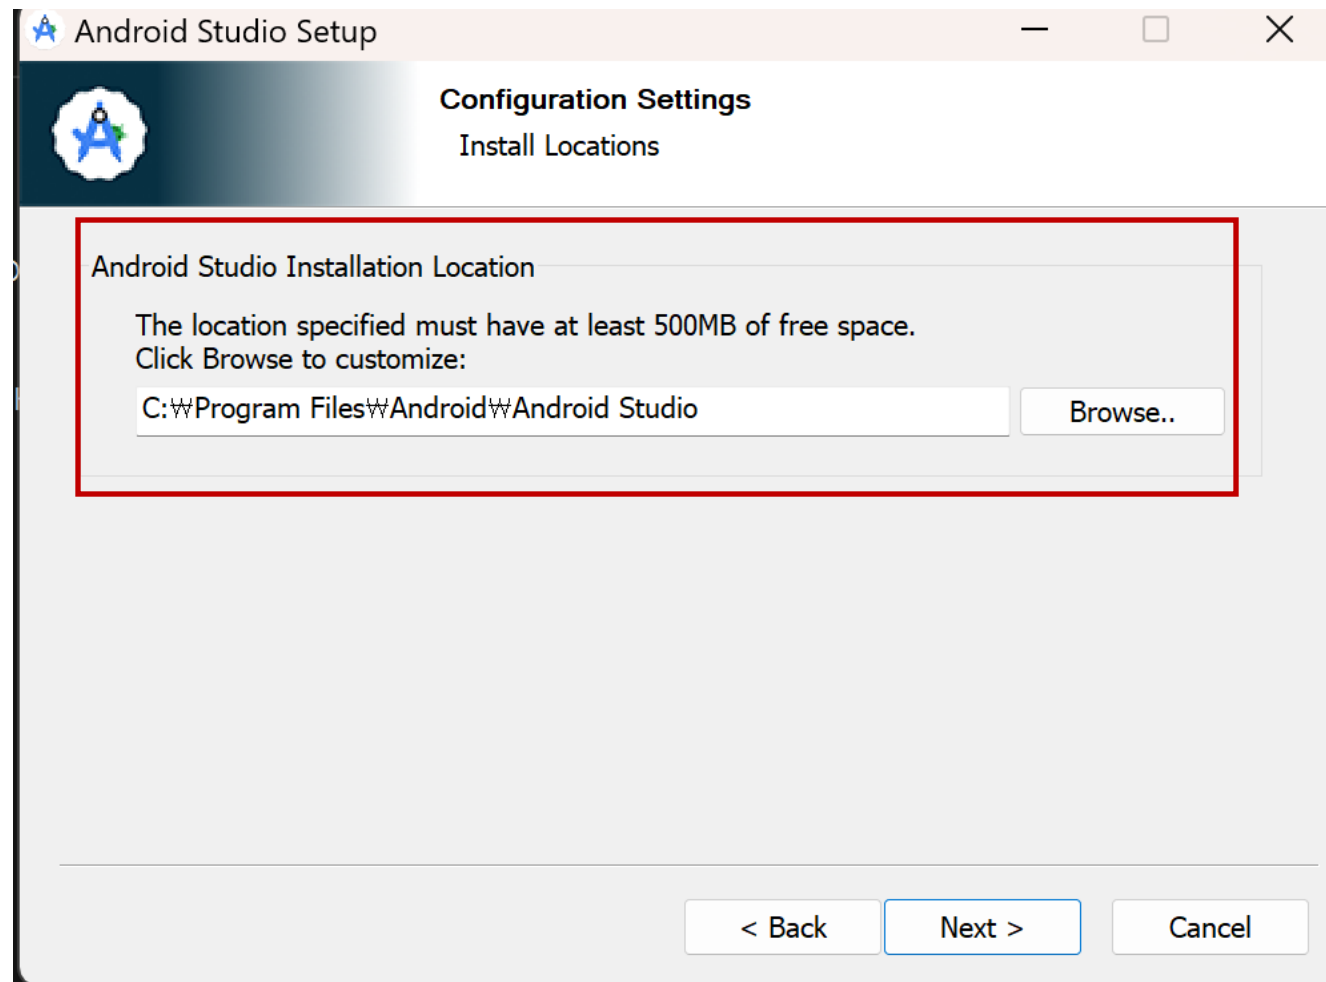 Android Studio Setup
Configuration Settings
Install Locations
Android Studio Installation Location
The location specified must have at least 500MB of free space.
Click Browse to customize:
C:₩Program Files₩Android₩Android Studio
Browse..
< Back
Next >
Cancel